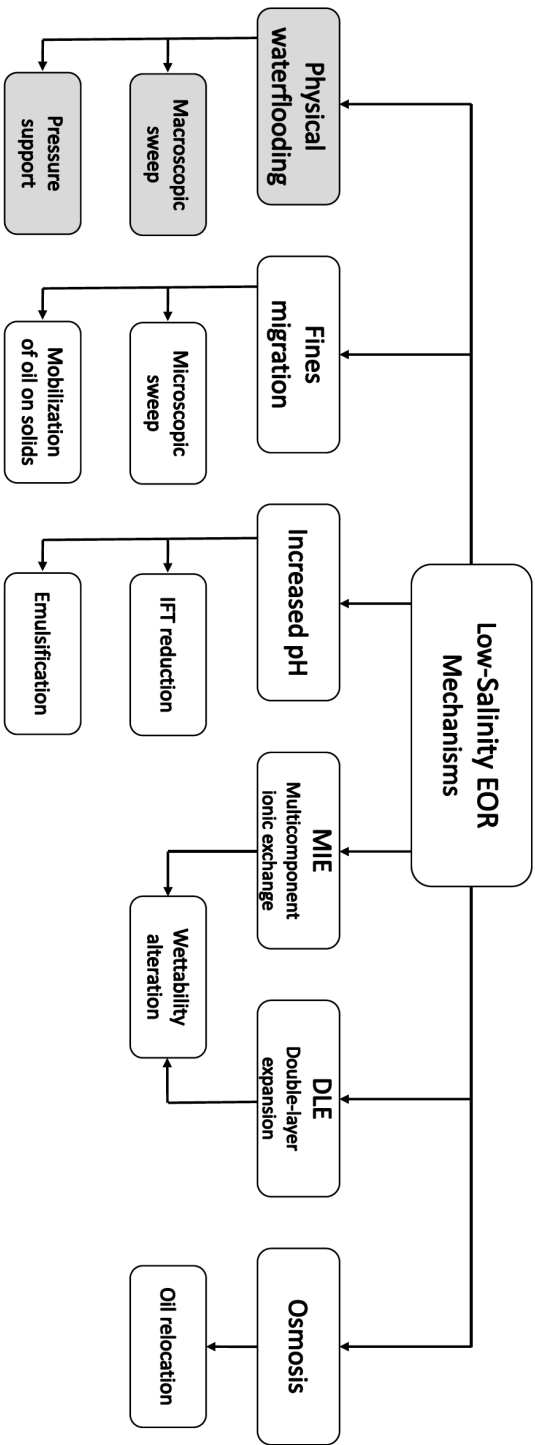 Low-Salinity EOR
Mechanisms
Physical
waterflooding
Macroscopic
sweep
Pressure
support
Fines
migration
Microscopic
sweep
Mobilization
of oil on solids
Increased pH
IFT reduction
Emulsification
MIE
Multicomponent
ionic exchange
DLE
Double-layer
expansion
Wettability
alteration
Osmosis
Oil relocation